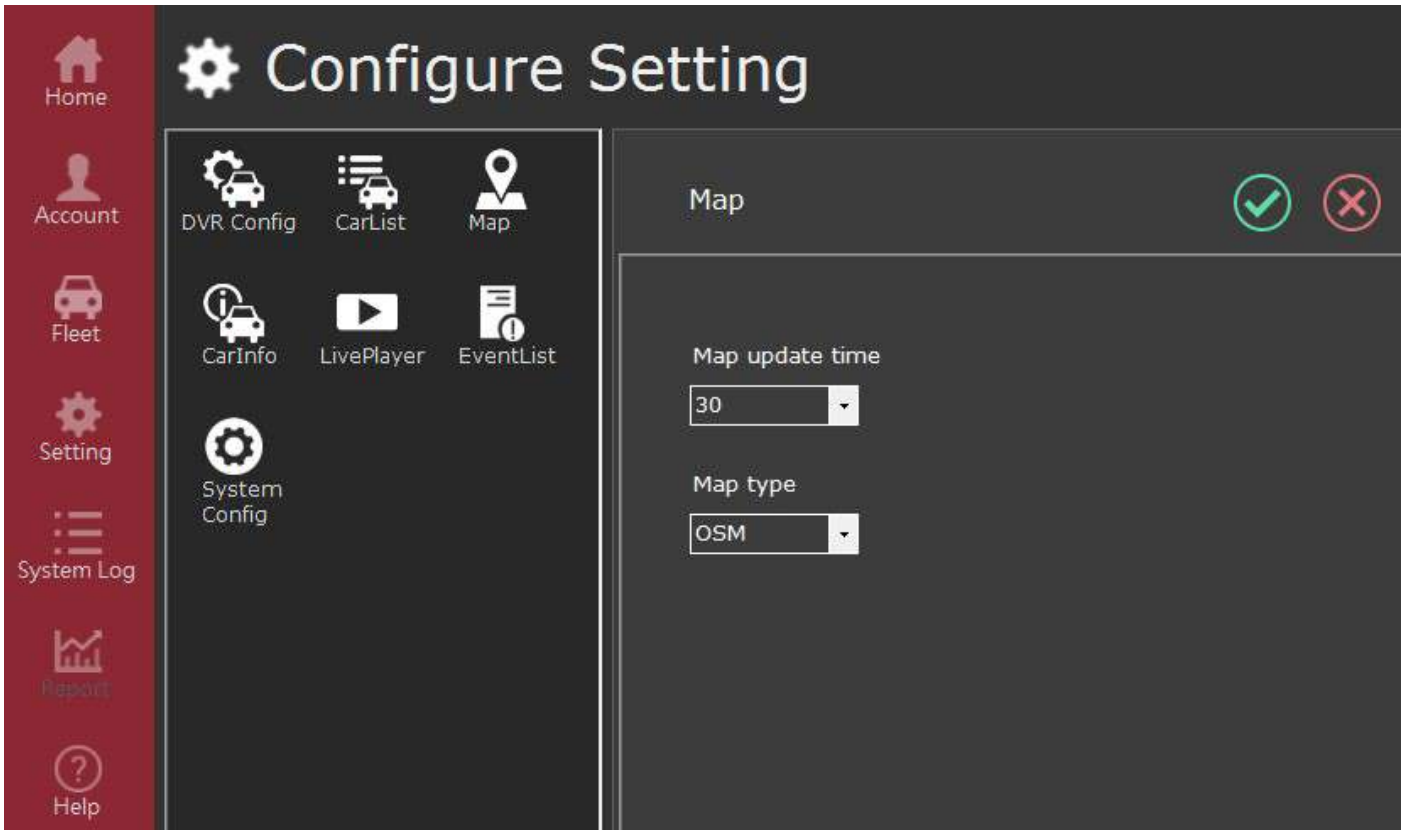 Home
Account
Fleet
Setting
System Log
Report
Help
Configure Setting
DVR Config
CarList
Map
CarInfo
LivePlayer
EventList
System
Config
Map
Map update time
30
Map type
OSM